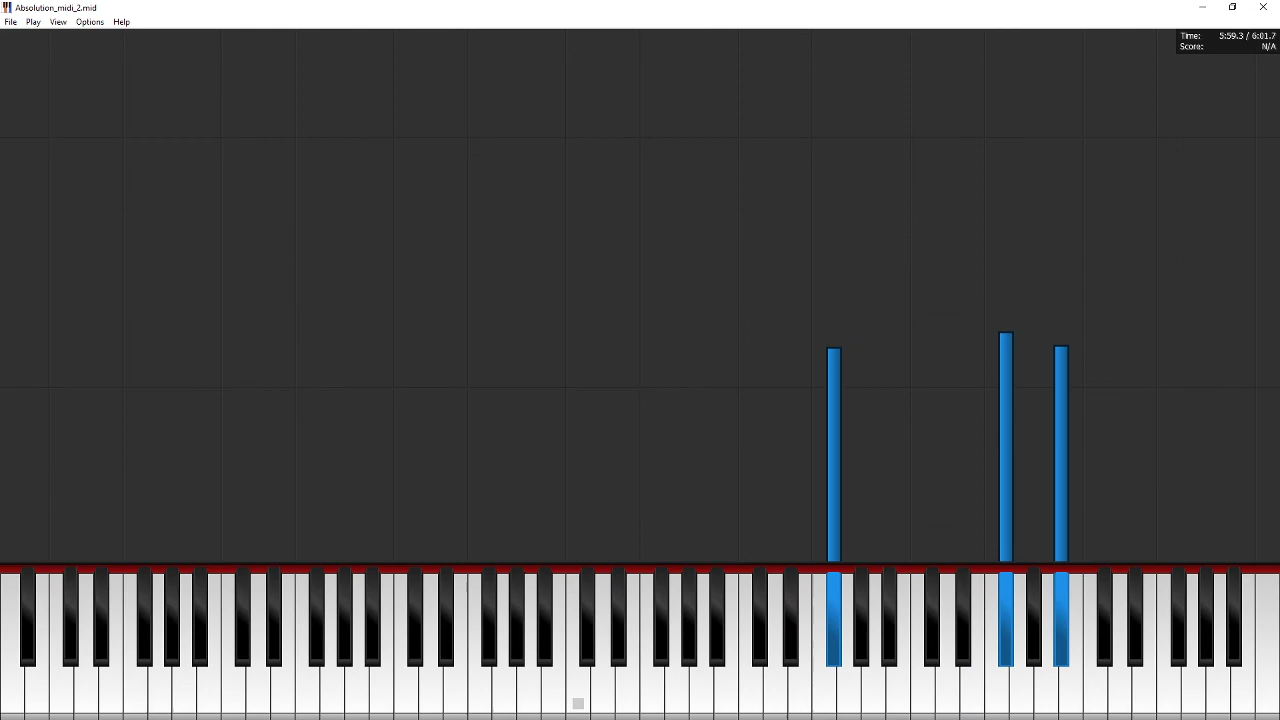 Absolution_midi_2.mid
File Play View Options Help
Time: 5:59.3 / 6:01.7
Score: N/A